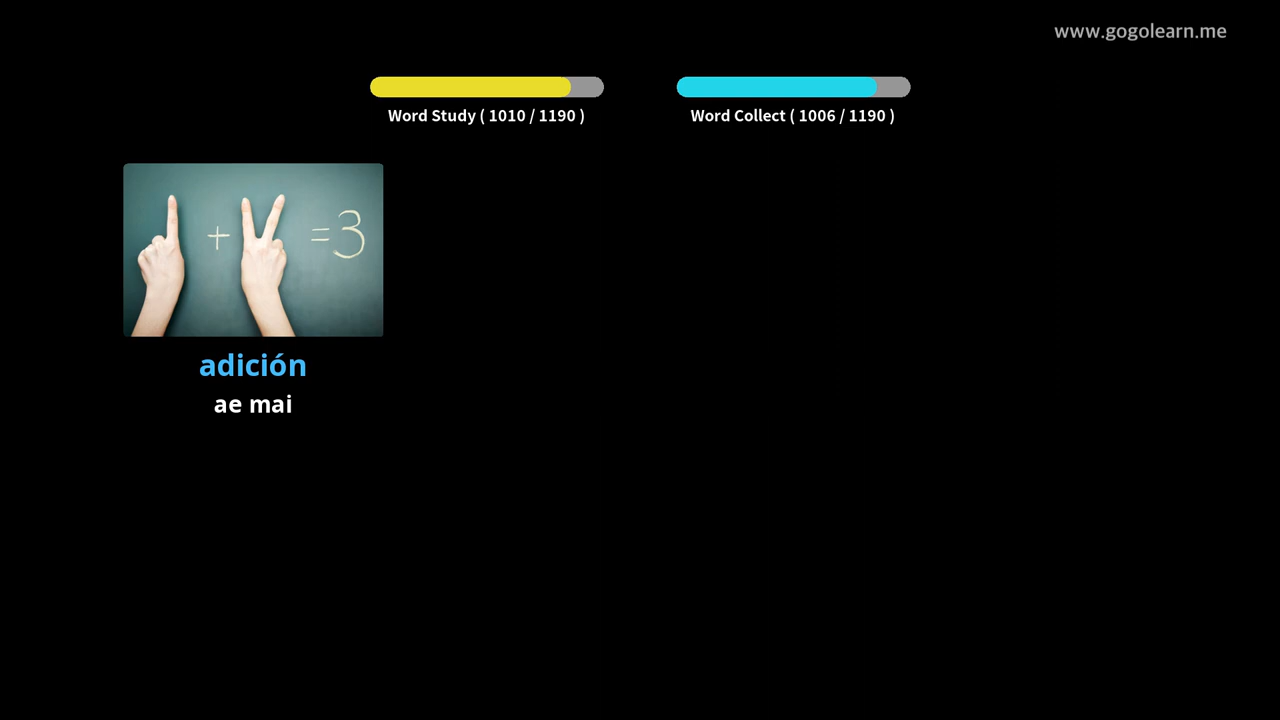 www.gogolearn.me
Word Study ( 1010 / 1190 )
Word Collect ( 1006 / 1190 )
+ =3
adición
ae mai